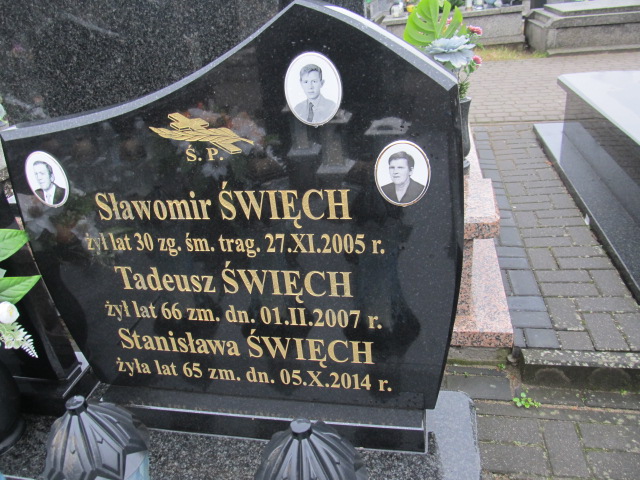 Ś. P.
Sławomir ŚWIĘCH
żył lat 30 zg. śm. trag. 27.XI.2005 r.
Tadeusz ŚWIĘCH
żył lat 66 zm. dn. 01.II.2007 r.
Stanisława ŚWIĘCH
żyła lat 65 zm. dn. 05.X.2014 r.